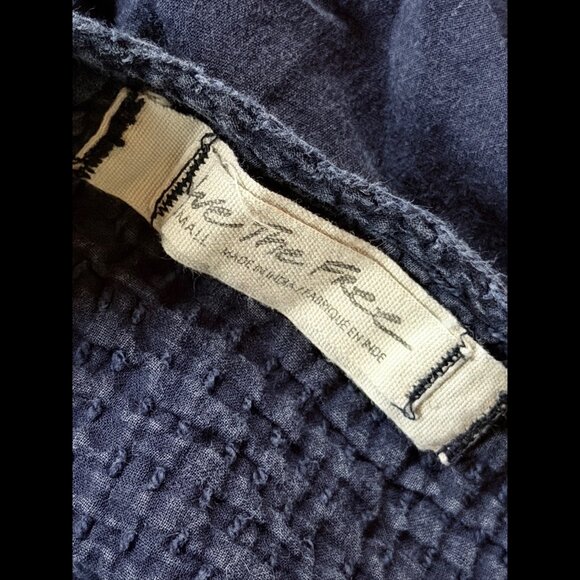 We The Free
SMALL MADE IN INDIA / FABRIQUÉ EN INDE